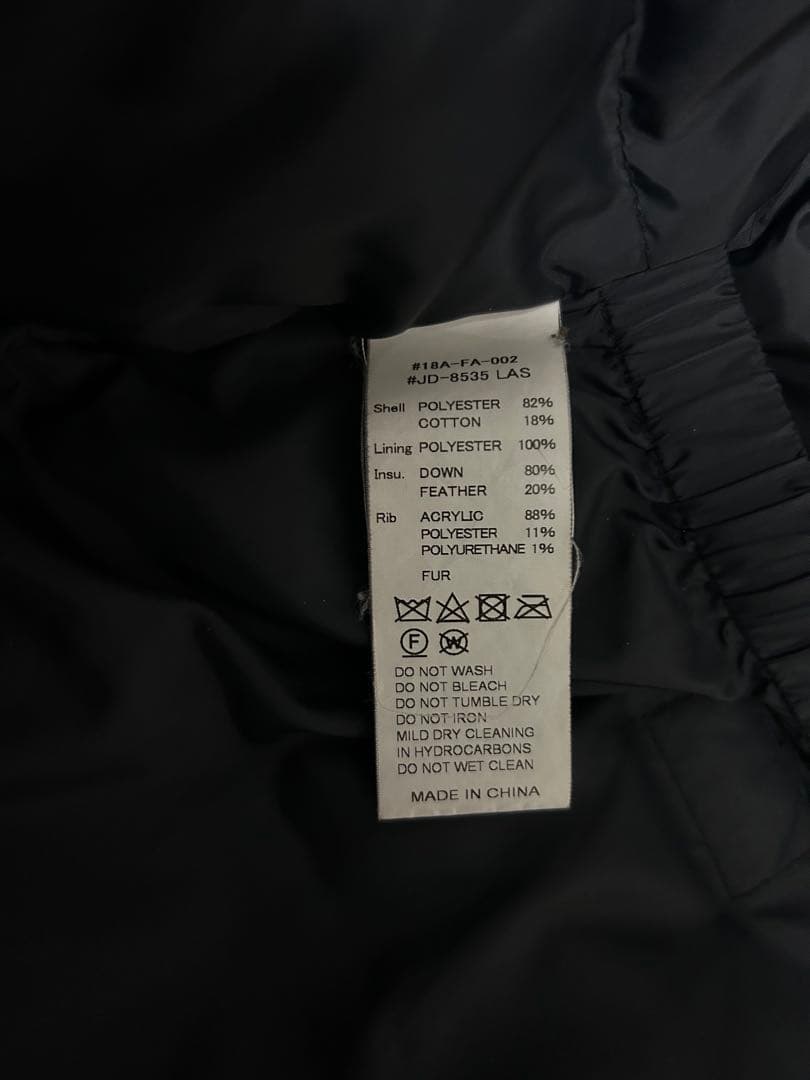 #18A-FA-002
#JD-8535 LAS
Shell POLYESTER 82%
COTTON 18%
Lining POLYESTER 100%
Insu. DOWN 80%
FEATHER 20%
Rib ACRYLIC 88%
POLYESTER 11%
POLYURETHANE 1%
FUR
F W
DO NOT WASH
DO NOT BLEACH
DO NOT TUMBLE DRY
DO NOT IRON
MILD DRY CLEANING
IN HYDROCARBONS
DO NOT WET CLEAN
MADE IN CHINA